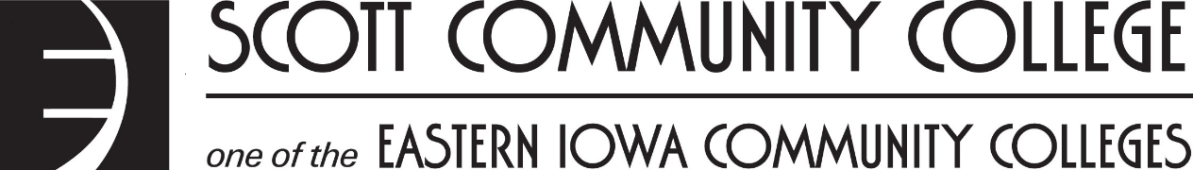 SCOTT COMMUNITY COLLEGE
one of the EASTERN IOWA COMMUNITY COLLEGES